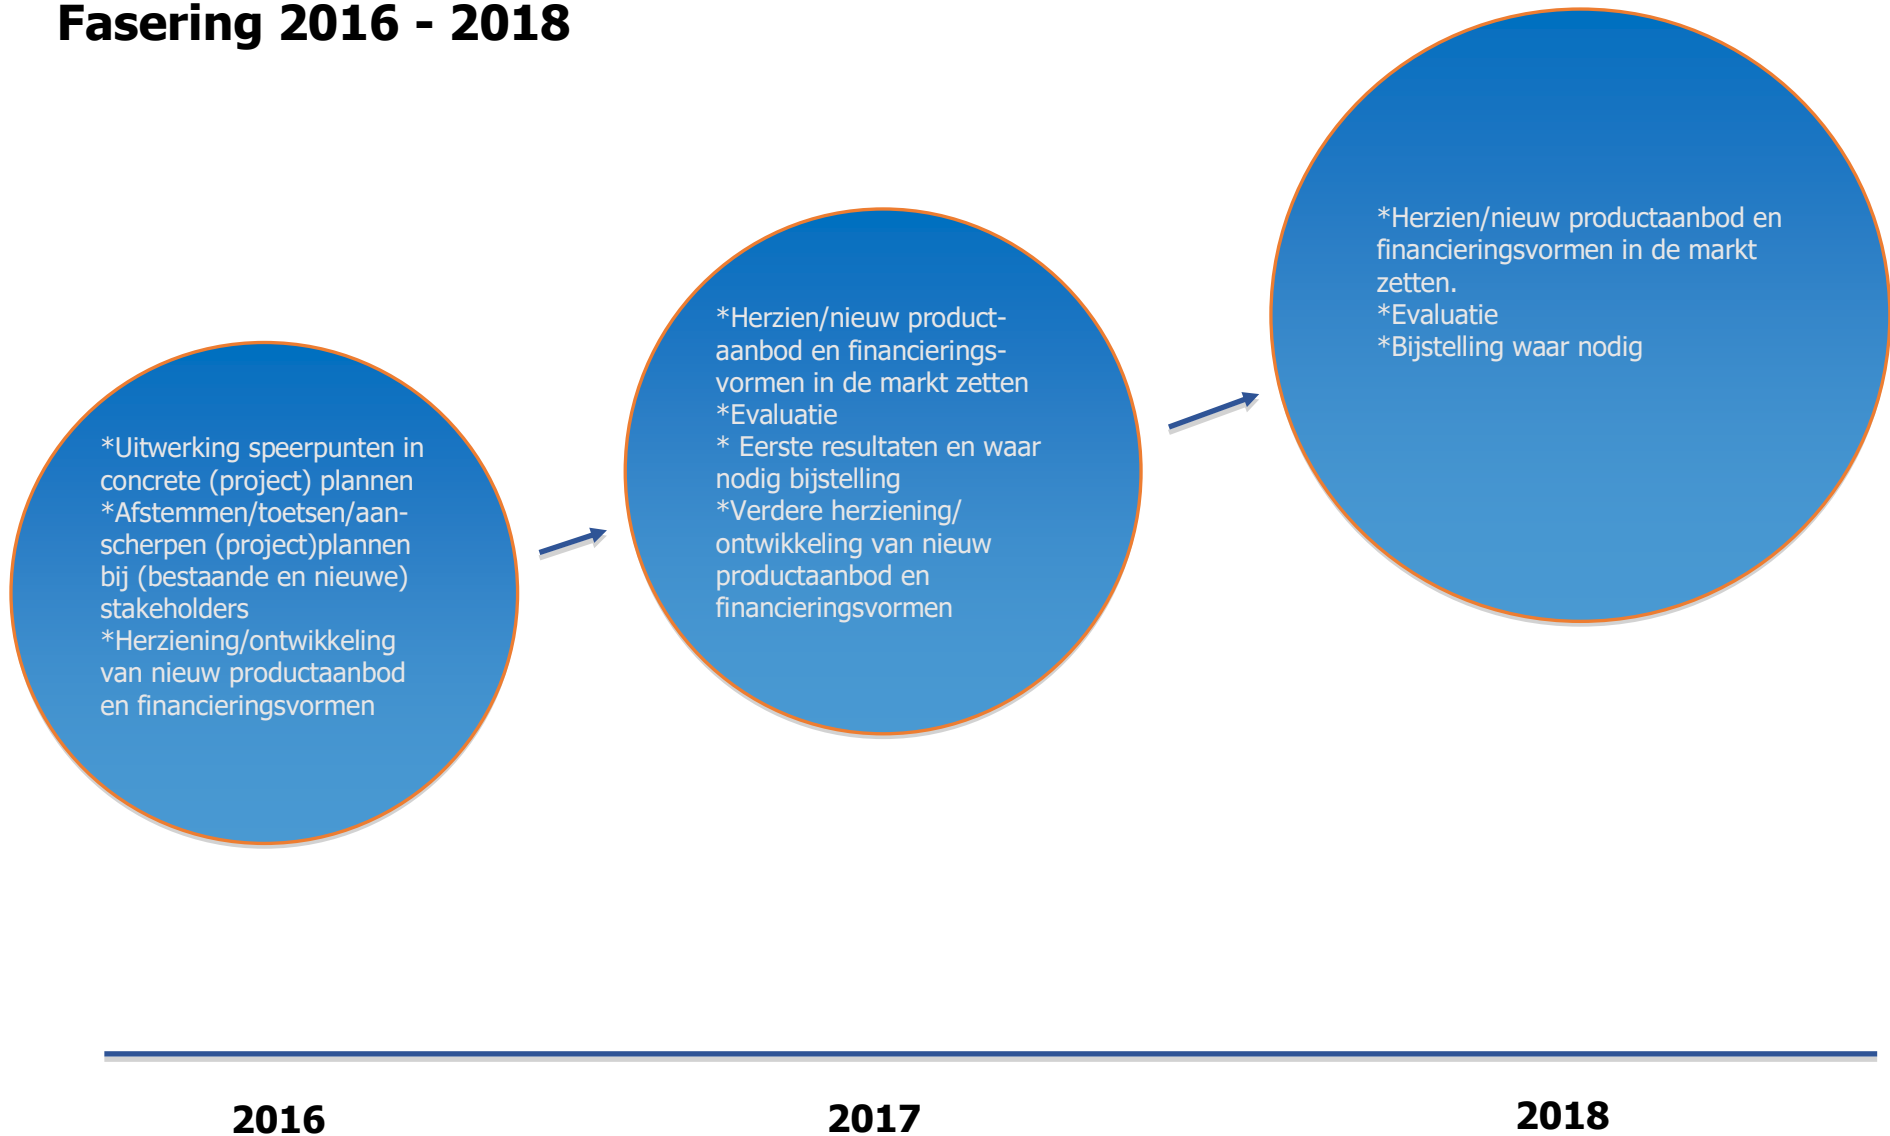 Fasering 2016 - 2018
*Uitwerking speerpunten in
concrete (project) plannen
*Afstemmen/toetsen/aan-
scherpen (project)plannen
bij (bestaande en nieuwe)
stakeholders
*Herziening/ontwikkeling
van nieuw productaanbod
en financieringsvormen
*Herzien/nieuw product-
aanbod en financierings-
vormen in de markt zetten
*Evaluatie
* Eerste resultaten en waar
nodig bijstelling
*Verdere herziening/
ontwikkeling van nieuw
productaanbod en
financieringsvormen
*Herzien/nieuw productaanbod en
financieringsvormen in de markt
zetten.
*Evaluatie
*Bijstelling waar nodig
2016
2017
2018